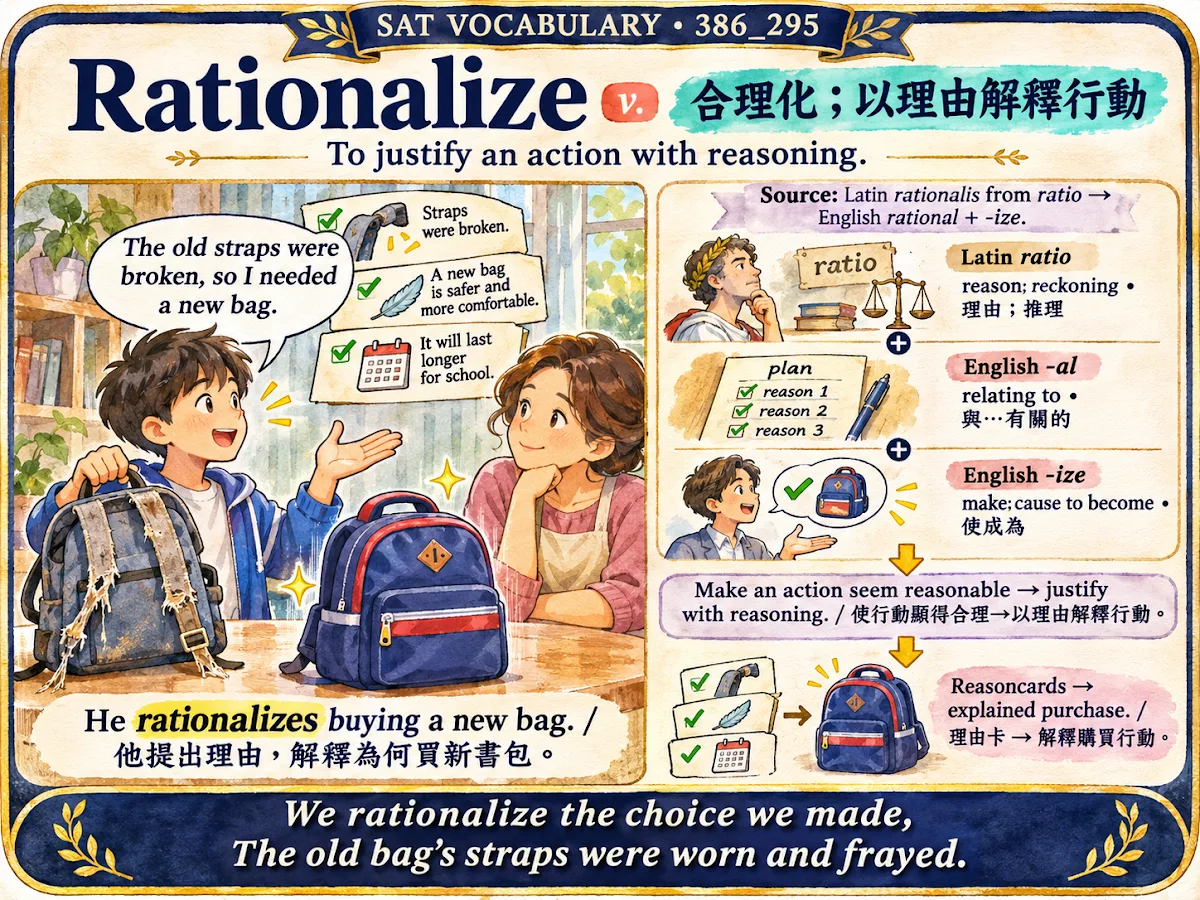 SAT VOCABULARY • 386_295
Rationalize v. 合理化；以理由解釋行動
To justify an action with reasoning.
The old straps were
broken, so I needed
a new bag.
Straps
were broken.
A new bag
is safer and
more comfortable.
It will last
longer
for school.
He rationalizes buying a new bag. /
他提出理由，解釋為何買新書包。
Source: Latin rationalis from ratio →
English rational + -ize.
ratio
Latin ratio
reason; reckoning •
理由；推理
+
plan
reason 1
reason 2
reason 3
English -al
relating to •
與…有關的
+
English -ize
make; cause to become •
使成為
Make an action seem reasonable → justify
with reasoning. / 使行動顯得合理→以理由解釋行動。
Reasoncards →
explained purchase. /
理由卡 → 解釋購買行動。
We rationalize the choice we made,
The old bag's straps were worn and frayed.